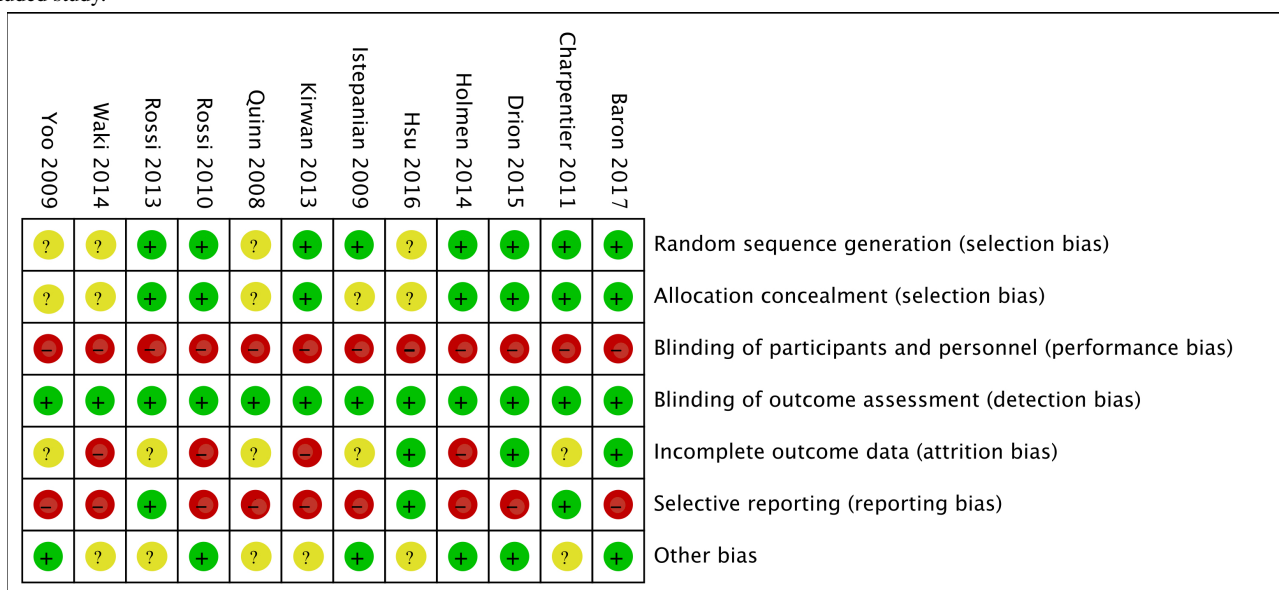 uded study.
Yoo 2009
Waki 2014
Rossi 2013
Rossi 2010
Quinn 2008
Kirwan 2013
Istepanian 2009
Hsu 2016
Holmen 2014
Drion 2015
Charpentier 2011
Baron 2017
? ? + + ? + + ? + + + + Random sequence generation (selection bias)
? ? + + ? + ? ? + + + + Allocation concealment (selection bias)
– – – – – – – – – – – – Blinding of participants and personnel (performance bias)
+ + + + + + + + + + + + Blinding of outcome assessment (detection bias)
? – ? – ? – ? + – + ? + Incomplete outcome data (attrition bias)
– – + – – – – + – – + – Selective reporting (reporting bias)
+ ? ? + ? ? + ? + + ? + Other bias